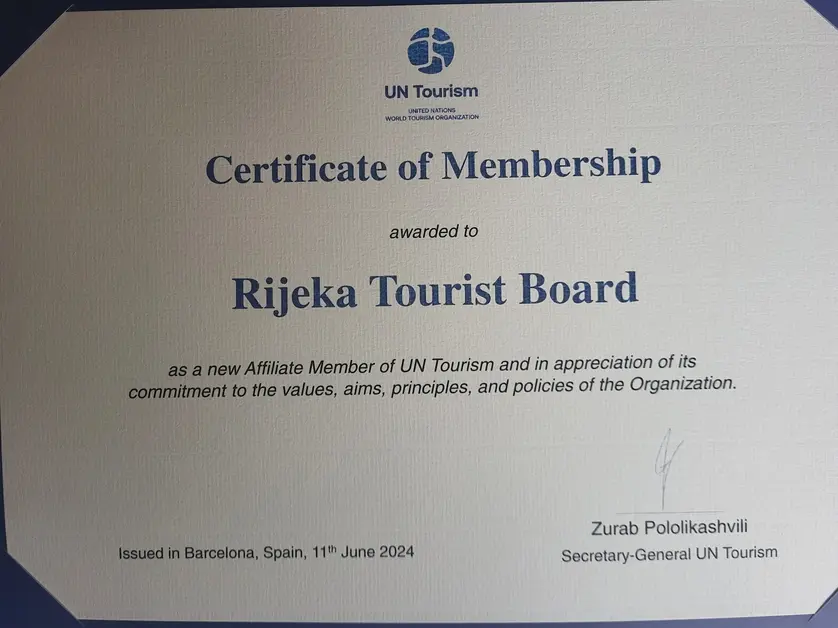 UN Tourism
UNITED NATIONS
WORLD TOURISM ORGANIZATION
Certificate of Membership
awarded to
Rijeka Tourist Board
as a new Affiliate Member of UN Tourism and in appreciation of its
commitment to the values, aims, principles, and policies of the Organization.
Zurab Pololikashvili
Issued in Barcelona, Spain, 11th June 2024
Secretary-General UN Tourism